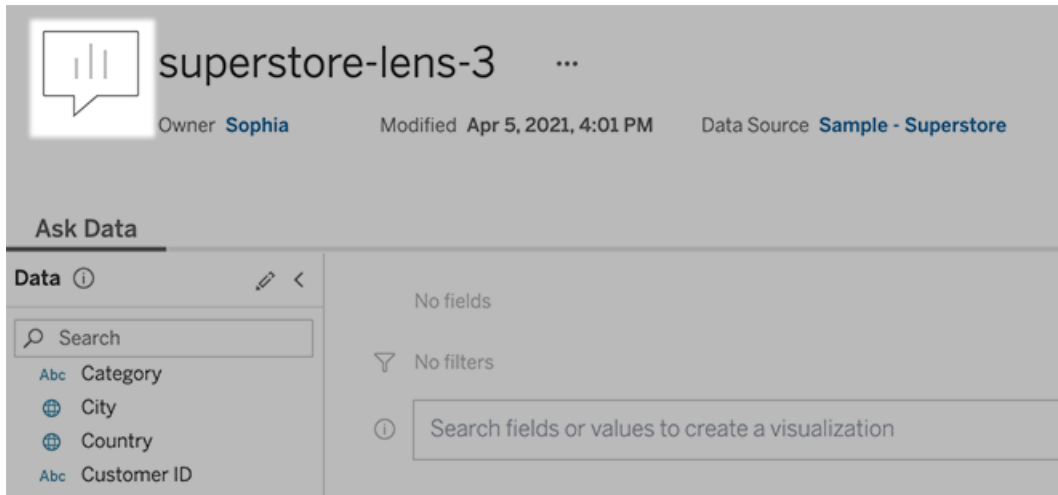 superstore-lens-3 ...
Owner Sophia Modified Apr 5, 2021, 4:01 PM Data Source Sample - Superstore
Ask Data
Data
Search
Abc Category
City
Country
Abc Customer ID
No fields
No filters
Search fields or values to create a visualization